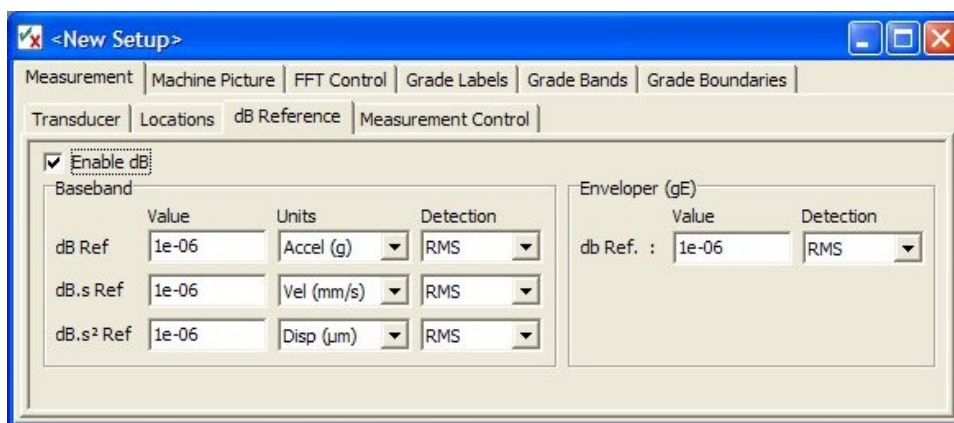 <New Setup>
Measurement Machine Picture FFT Control Grade Labels Grade Bands Grade Boundaries
Transducer Locations dB Reference Measurement Control
Enable dB
Baseband
Value Units Detection
dB Ref 1e-06 Accel (g) RMS
dB.s Ref 1e-06 Vel (mm/s) RMS
dB.s² Ref 1e-06 Disp (µm) RMS
Enveloper (gE)
Value Detection
db Ref. : 1e-06 RMS